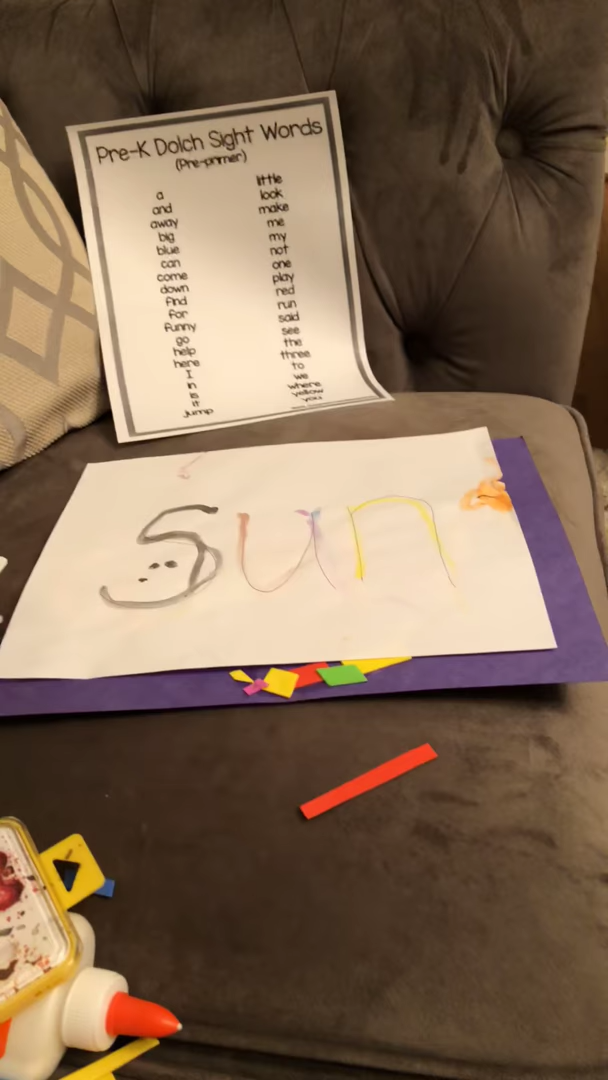 Pre-K Dolch Sight Words
(Pre-primer)
a
and
away
big
blue
can
come
down
find
for
funny
go
help
here
I
in
is
it
jump
little
look
make
me
my
not
one
play
red
run
said
see
the
three
to
we
where
yellow
you
Sun